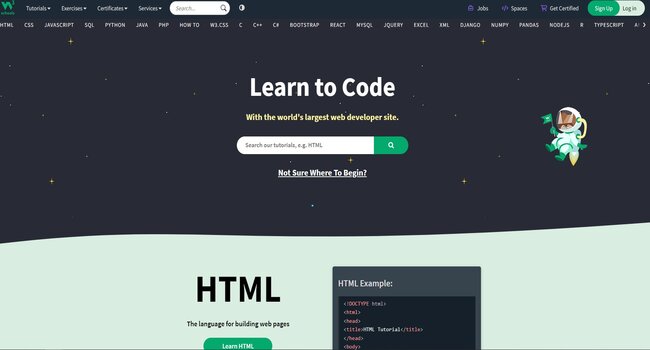 W3 schools Tutorials Exercises Certificates Services Search... Jobs Spaces Get Certified Sign Up Log in
HTML CSS JAVASCRIPT SQL PYTHON JAVA PHP HOW TO W3.CSS C C++ C# BOOTSTRAP REACT MYSQL JQUERY EXCEL XML DJANGO NUMPY PANDAS NODEJS R TYPESCRIPT
Learn to Code
With the world's largest web developer site.
Search our tutorials, e.g. HTML
Not Sure Where To Begin?
HTML
The language for building web pages
Learn HTML
HTML Example:
<!DOCTYPE html>
<html>
<head>
<title>HTML Tutorial</title>
</head>
<body>